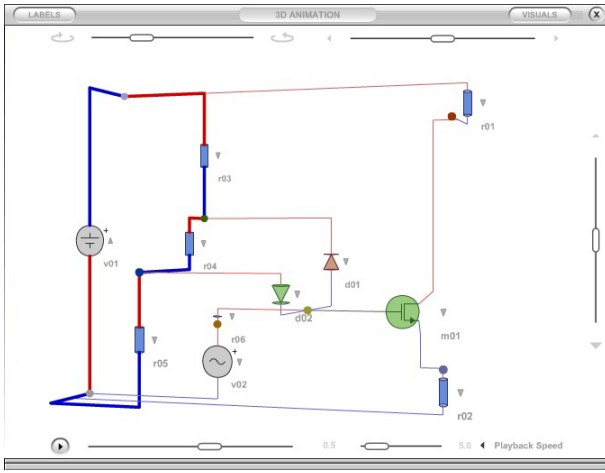 LABELS 3D ANIMATION VISUALS X
r01
r03
+
v01
r04
d01
d02
m01
r05
r06
+
v02
r02
0.5 5.0 Playback Speed